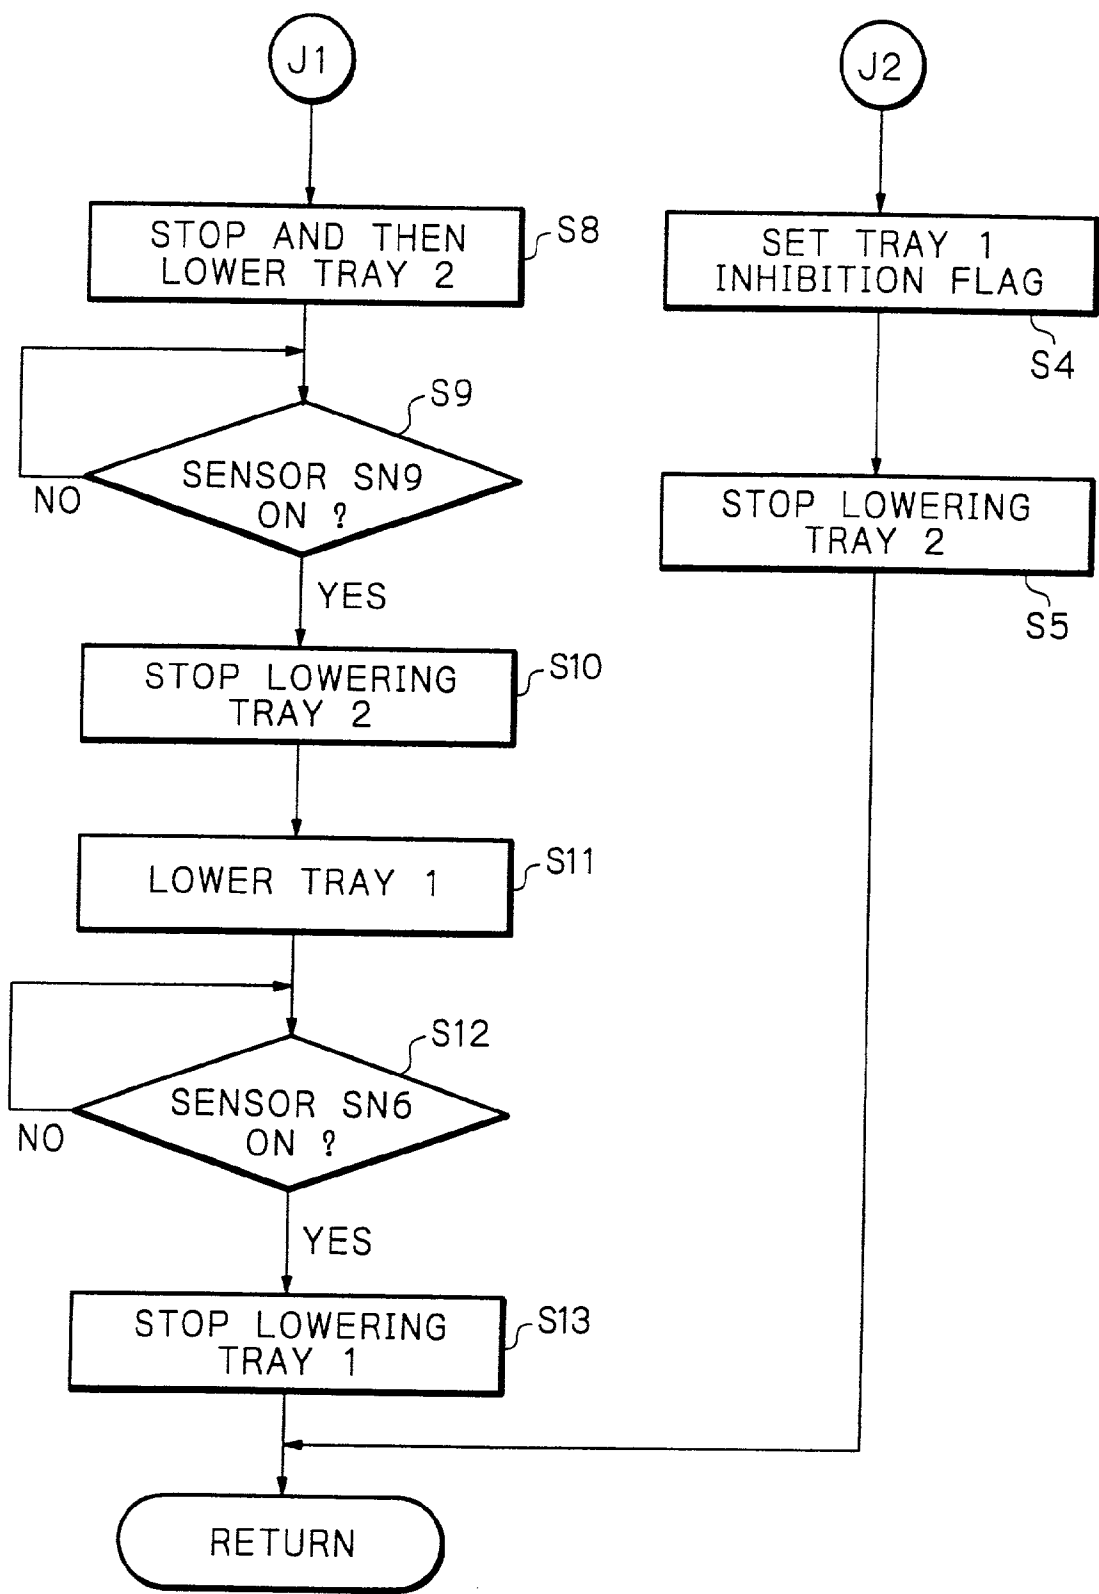 J1
STOP AND THEN
LOWER TRAY 2
S8
S9
SENSOR SN9
ON ?
NO
YES
STOP LOWERING
TRAY 2
S10
LOWER TRAY 1
S11
S12
SENSOR SN6
ON ?
NO
YES
STOP LOWERING
TRAY 1
S13
RETURN
J2
SET TRAY 1
INHIBITION FLAG
S4
STOP LOWERING
TRAY 2
S5